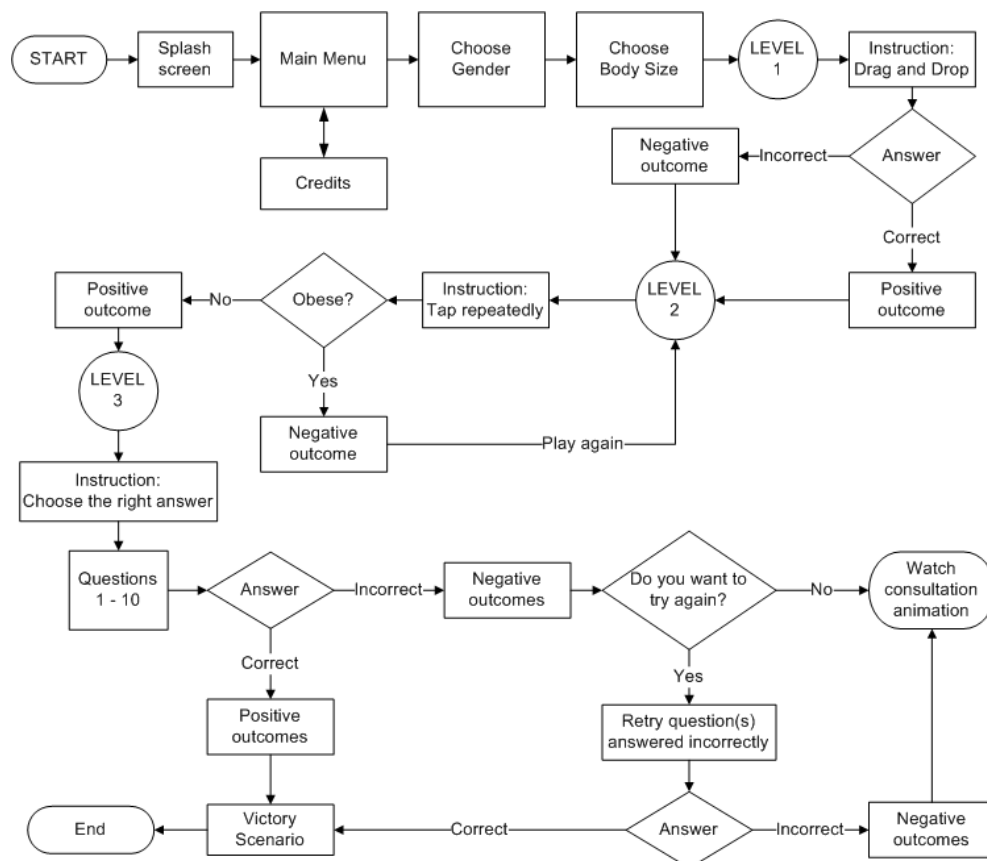 START
Splash
screen
Main Menu
Choose
Gender
Choose
Body Size
LEVEL
1
Instruction:
Drag and Drop
Credits
Negative
outcome
Incorrect
Answer
Correct
Positive
outcome
No
Obese?
Instruction:
Tap repeatedly
LEVEL
2
Positive
outcome
LEVEL
3
Yes
Negative
outcome
Play again
Instruction:
Choose the right answer
Questions
1 - 10
Answer
Incorrect
Negative
outcomes
Do you want to
try again?
No
Watch
consultation
animation
Correct
Yes
Positive
outcomes
Retry question(s)
answered incorrectly
End
Victory
Scenario
Correct
Answer
Incorrect
Negative
outcomes